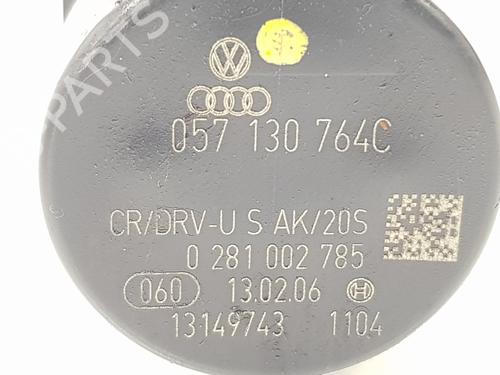 PARTS
057 130 764C
CR/DRV-U S AK/20S
0 281 002 785
060 13.02.06
13149743 1104